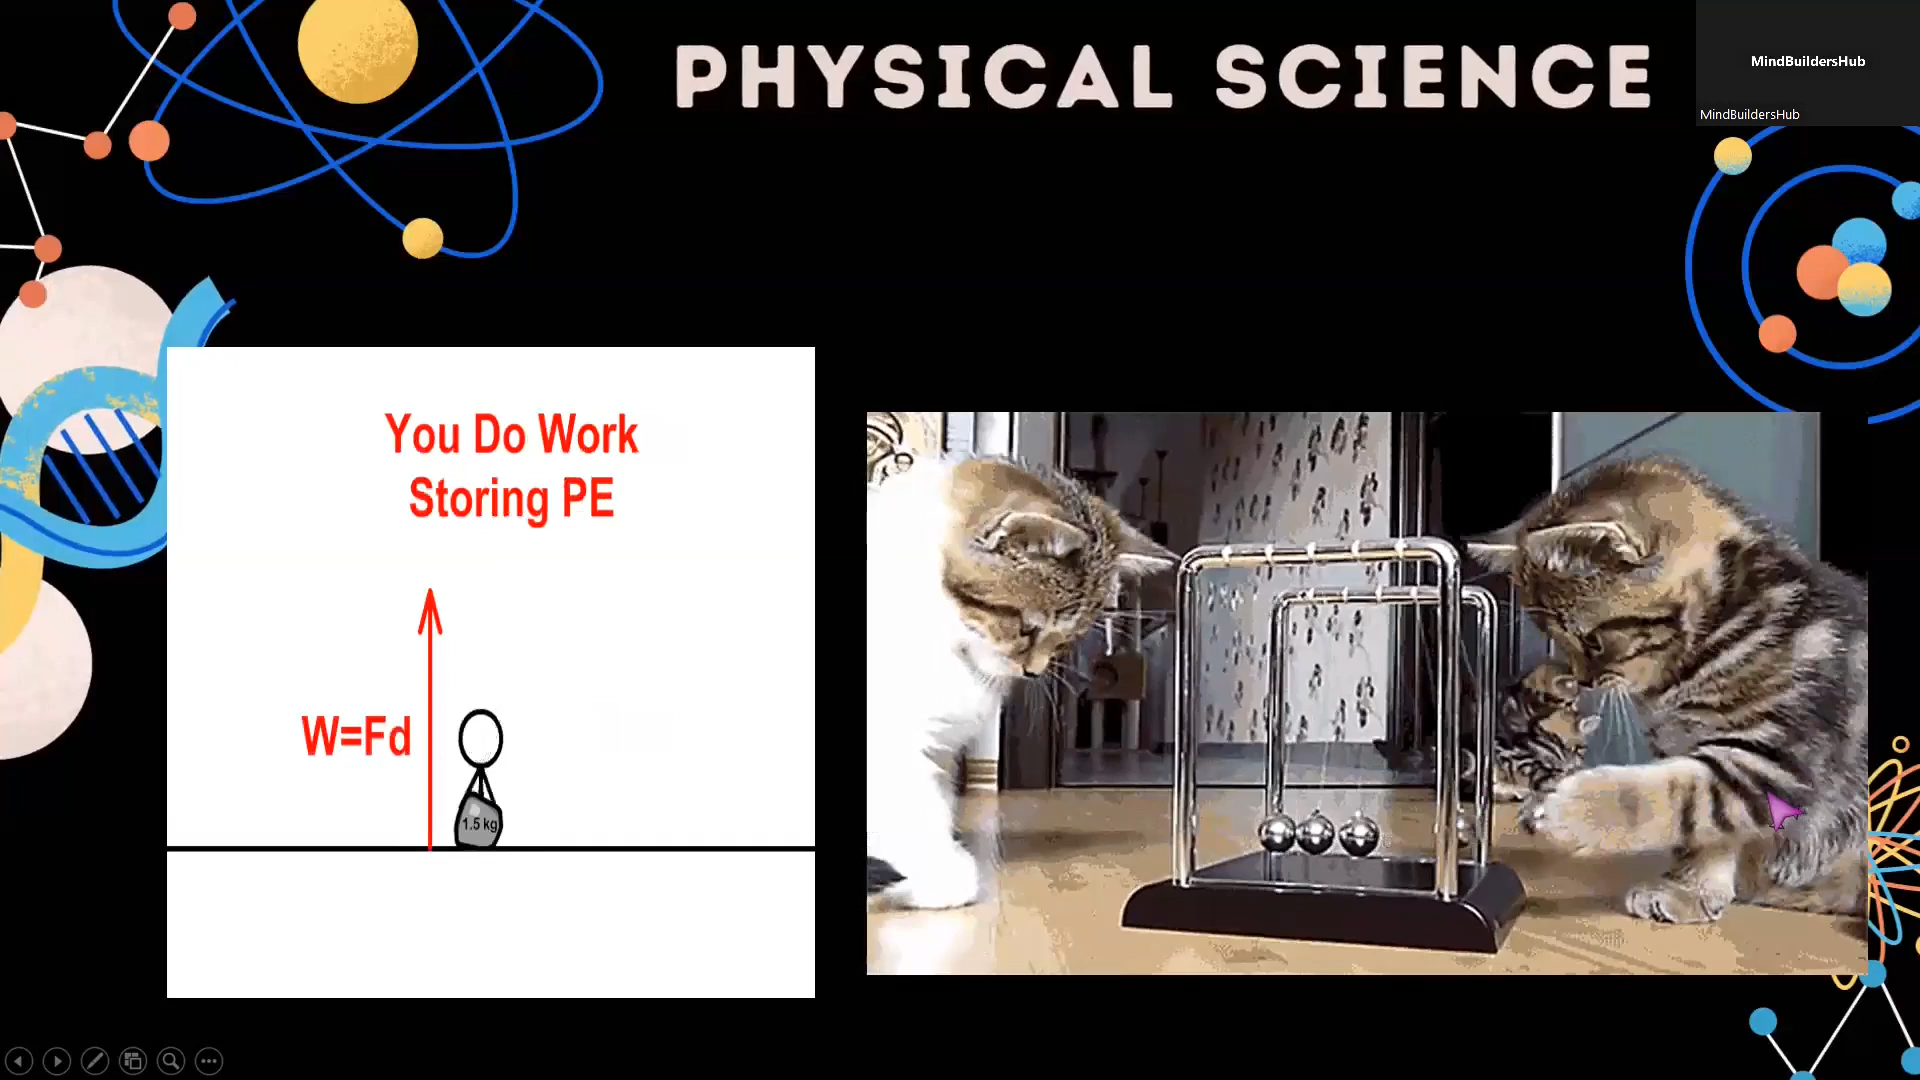 PHYSICAL SCIENCE
MindBuildersHub
MindBuildersHub
You Do Work
Storing PE
W=Fd
1.5 kg